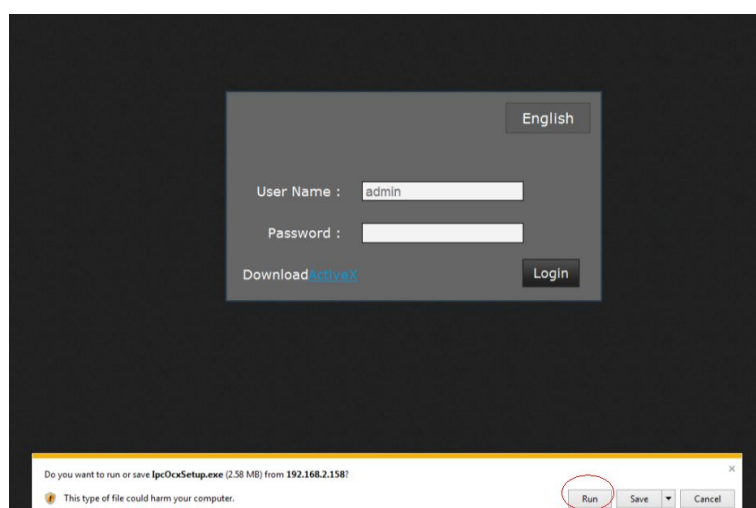 English
User Name : admin
Password :
DownloadActiveX
Login
Do you want to run or save IpcOcxSetup.exe (2.58 MB) from 192.168.2.158?
×
This type of file could harm your computer.
Run Save Cancel